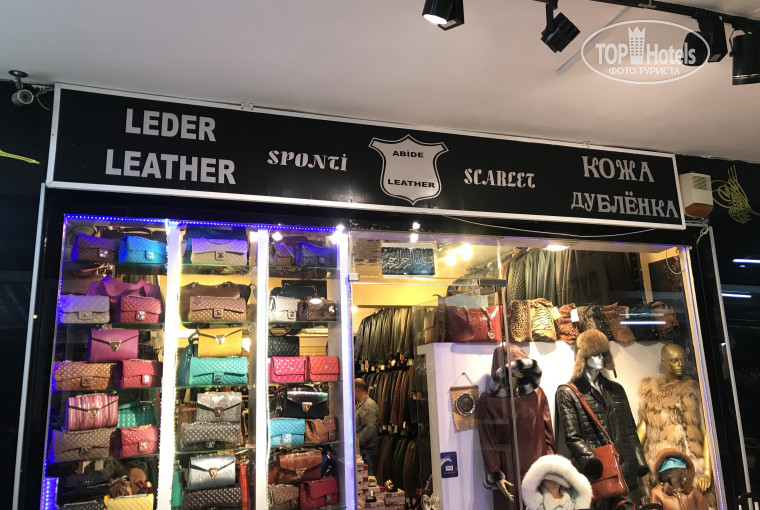 LEDER
LEATHER
SPONTİ
ABİDE
LEATHER
SCARLET
КОЖА
ДУБЛЁНКА
TOP Hotels
ФОТО ТУРИСТА